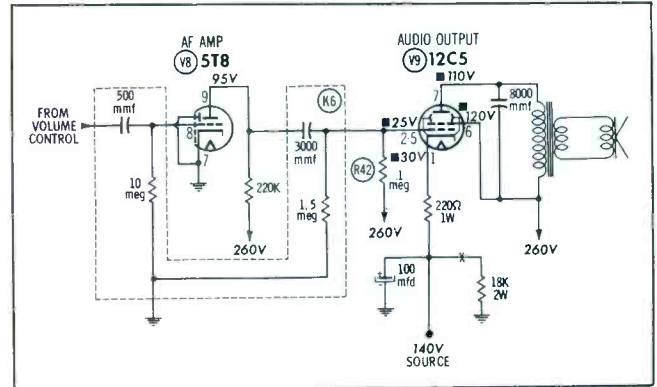 AF AMP
V8 5T8
AUDIO OUTPUT
V9 12C5
95V
110V
9
K6
7
8000
mmf
500
mmf
FROM
VOLUME
CONTROL
8
25V
120V
2-5
6
7
3000
mmf
30V
1
R42
.1
meg
10
meg
220K
1.5
meg
220Ω
1W
260V
260V
260V
100
mfd
X
18K
2W
140V
SOURCE